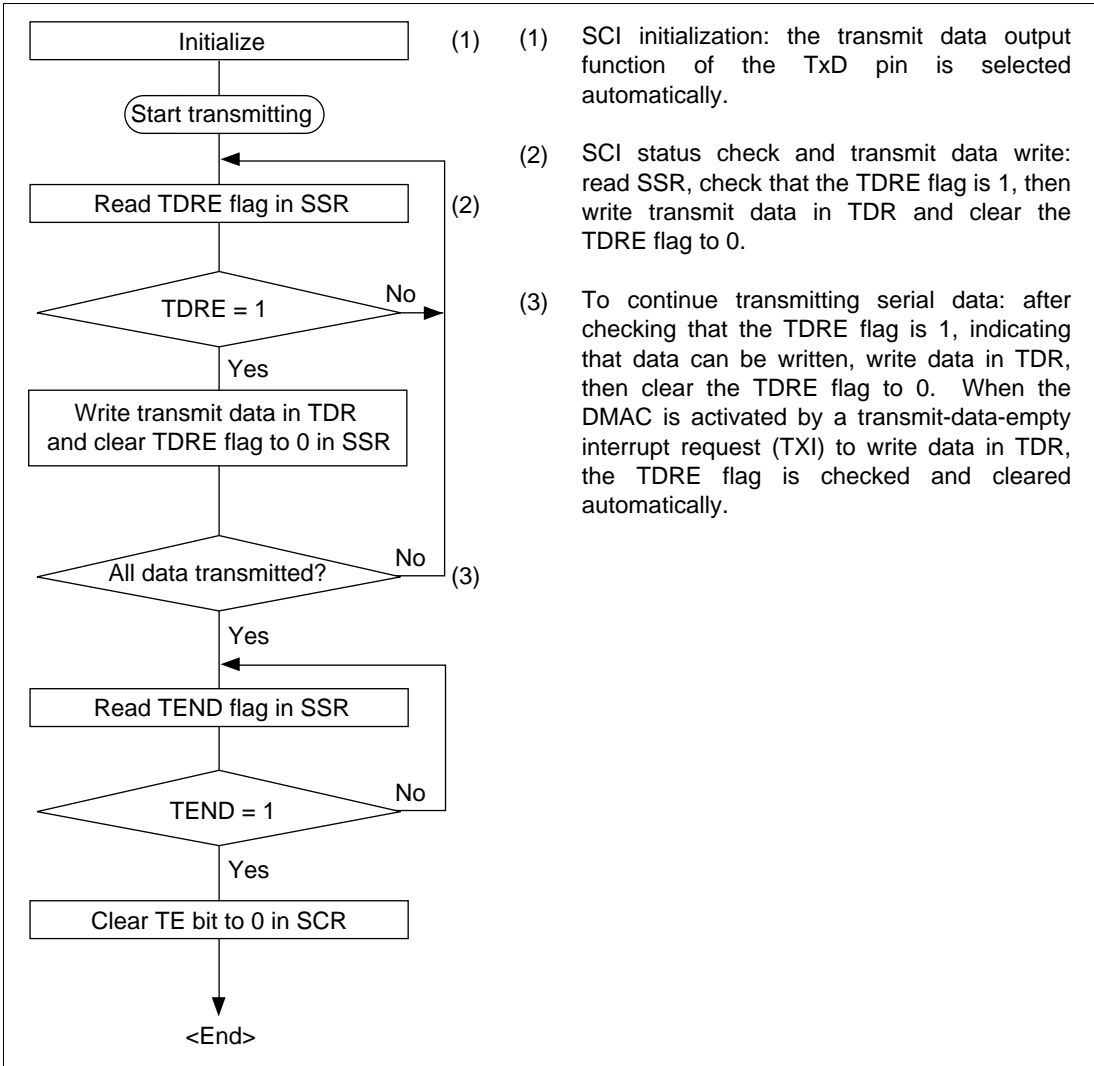 Initialize
(1)
Start transmitting
Read TDRE flag in SSR
(2)
TDRE = 1
No
Yes
Write transmit data in TDR
and clear TDRE flag to 0 in SSR
All data transmitted?
No
(3)
Yes
Read TEND flag in SSR
TEND = 1
No
Yes
Clear TE bit to 0 in SCR
<End>
(1) SCI initialization: the transmit data output
function of the TxD pin is selected
automatically.
(2) SCI status check and transmit data write:
read SSR, check that the TDRE flag is 1, then
write transmit data in TDR and clear the
TDRE flag to 0.
(3) To continue transmitting serial data: after
checking that the TDRE flag is 1, indicating
that data can be written, write data in TDR,
then clear the TDRE flag to 0. When the
DMAC is activated by a transmit-data-empty
interrupt request (TXI) to write data in TDR,
the TDRE flag is checked and cleared
automatically.